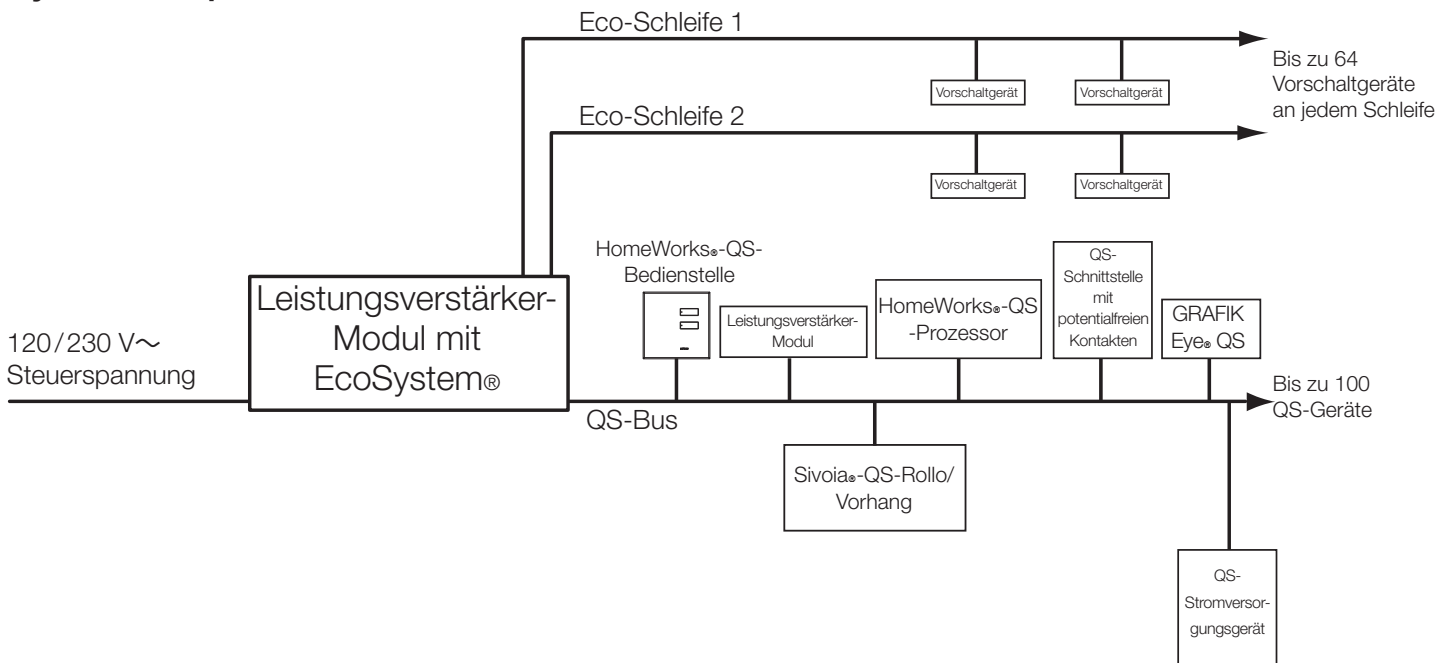 Eco-Schleife 1
Bis zu 64
Vorschaltgeräte
an jedem Schleife
Vorschaltgerät
Vorschaltgerät
Eco-Schleife 2
Vorschaltgerät
Vorschaltgerät
HomeWorks®-QS-
Bedienstelle
Leistungsverstärker-
Modul mit
EcoSystem®
120/230 V~
Steuerspannung
Leistungsverstärker-
Modul
HomeWorks®-QS
-Prozessor
QS-
Schnittstelle
mit
potentialfreien
Kontakten
GRAFIK
Eye® QS
Bis zu 100
QS-Geräte
QS-Bus
Sivoia®-QS-Rollo/
Vorhang
QS-
Stromversor-
gungsgerät